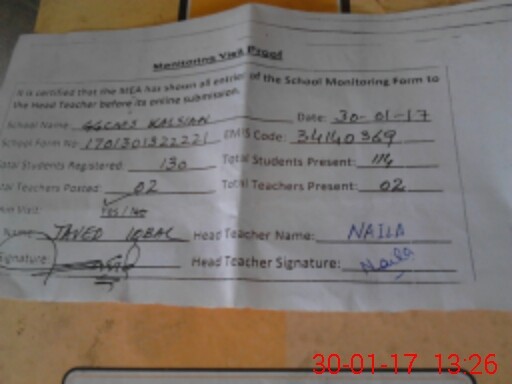 Monitoring Visit Proof
It is certified that the MEA has shown all entries of the School Monitoring Form to
the Head Teacher before its online submission.
School Name: GGCMS KALSIAN Date: 30-01-17
School Form No: 1701301322221 EMIS Code: 34140369
Total Students Registered: 130 Total Students Present: 114
Total Teachers Posted: 02 Total Teachers Present: 02
Visit: Yes / No
Name: JAVED IQBAL Head Teacher Name: NAILA
Signature: Head Teacher Signature: Naila
30-01-17 13:26